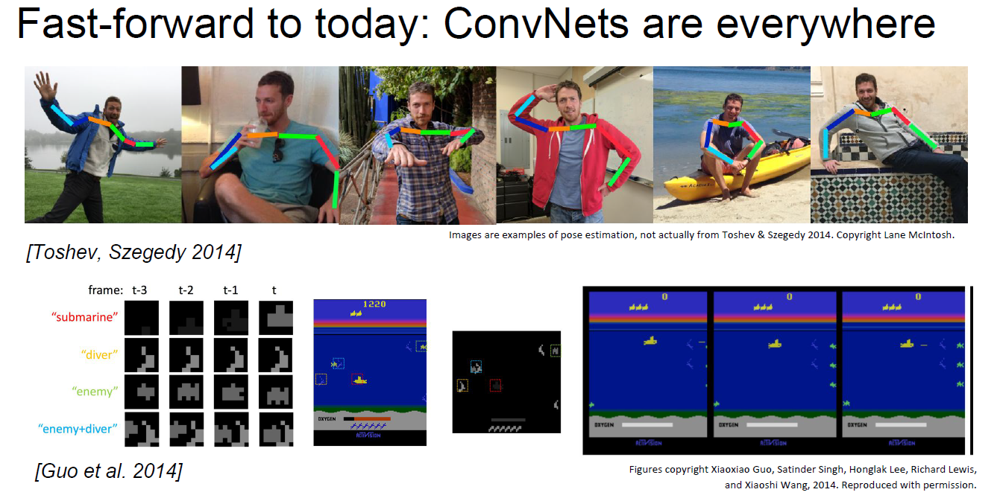 Fast-forward to today: ConvNets are everywhere
Images are examples of pose estimation, not actually from Toshev & Szegedy 2014. Copyright Lane McIntosh.
[Toshev, Szegedy 2014]
frame: t-3 t-2 t-1 t
“submarine”
“diver”
“enemy”
“enemy+diver”
1220
OXYGEN
ACTIVISION
0
OXYGEN
ACTIVISION
0
OXYGEN
ACTIVISION
0
OXYGEN
ACTIVISION
[Guo et al. 2014]
Figures copyright Xiaoxiao Guo, Satinder Singh, Honglak Lee, Richard Lewis,
and Xiaoshi Wang, 2014. Reproduced with permission.